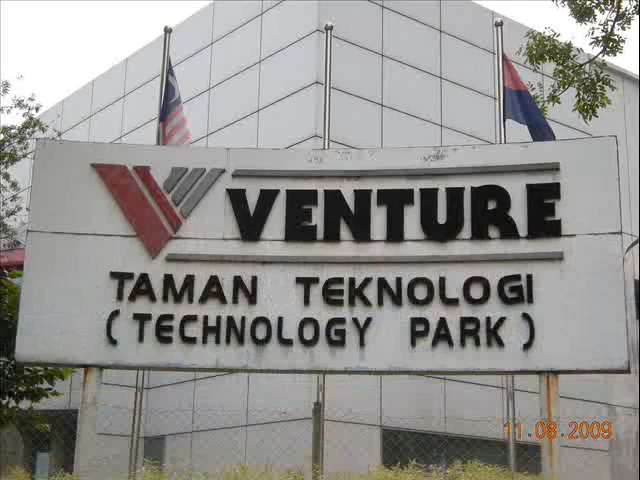 VENTURE
TAMAN TEKNOLOGI
( TECHNOLOGY PARK )
11.08.2009